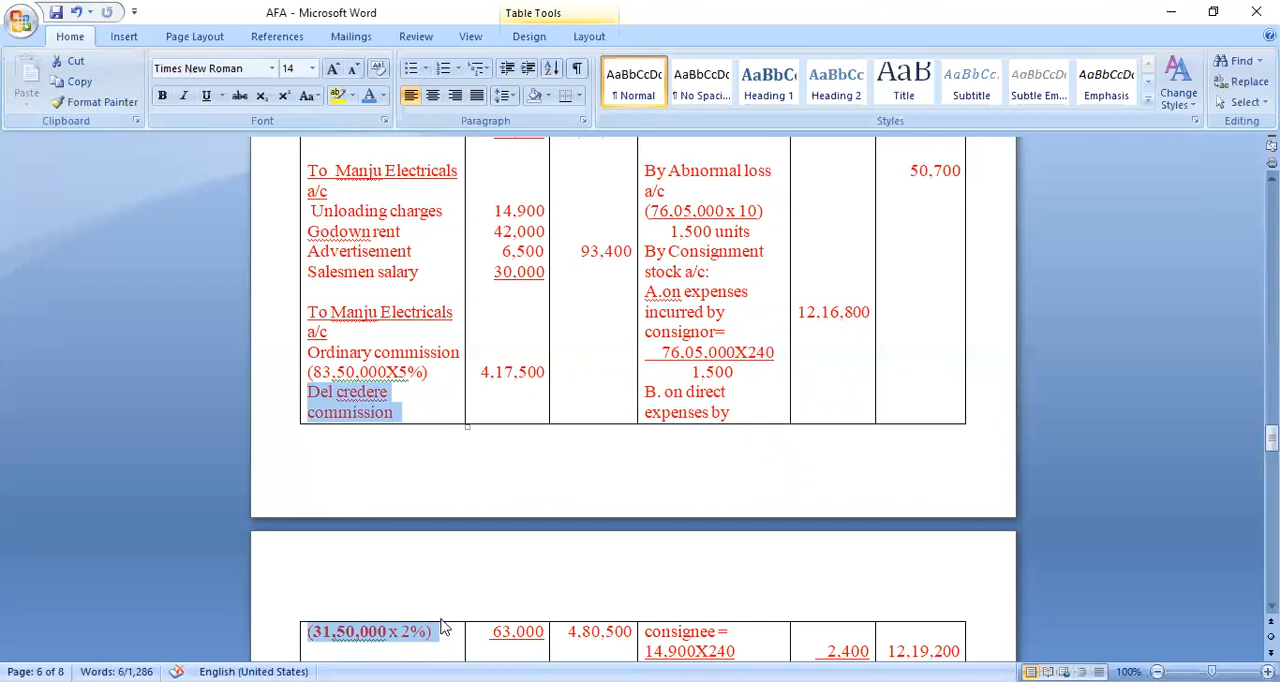 AFA - Microsoft Word
Table Tools
Home Insert Page Layout References Mailings Review View Design Layout
Paste
Cut
Copy
Format Painter
Clipboard
Times New Roman 14
Font
Paragraph
AaBbCcDc AaBbCcDc AaBbCc AaBbCc AaB AaBbCc. AaBbCcDc AaBbCcDc
¶ Normal ¶ No Spaci... Heading 1 Heading 2 Title Subtitle Subtle Em... Emphasis
Change
Styles
Styles
Find
Replace
Select
Editing
To Manju Electricals
a/c
Unloading charges 14,900
Godown rent 42,000
Advertisement 6,500 93,400
Salesmen salary 30,000
To Manju Electricals
a/c
Ordinary commission
(83,50,000X5%) 4,17,500
Del credere
commission
By Abnormal loss 50,700
a/c
(76,05,000 x 10)
1,500 units
By Consignment
stock a/c:
A.on expenses
incurred by 12,16,800
consignor=
76,05,000X240
1,500
B. on direct
expenses by
(31,50,000 x 2%) 63,000 4,80,500
consignee =
14,900X240 2,400 12,19,200
Page: 6 of 8 Words: 6/1,286 English (United States) 100%